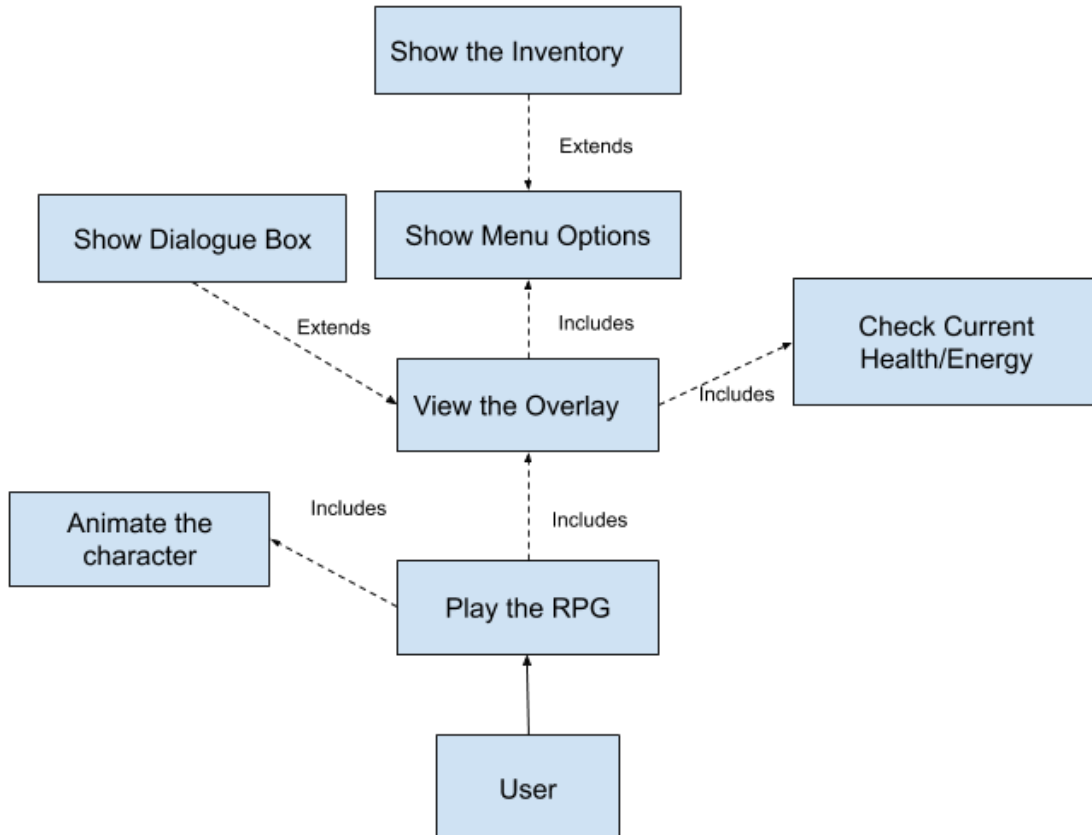 Show the Inventory
Extends
Show Dialogue Box
Show Menu Options
Extends
Includes
Check Current
Health/Energy
View the Overlay
Includes
Animate the
character
Includes
Includes
Play the RPG
User